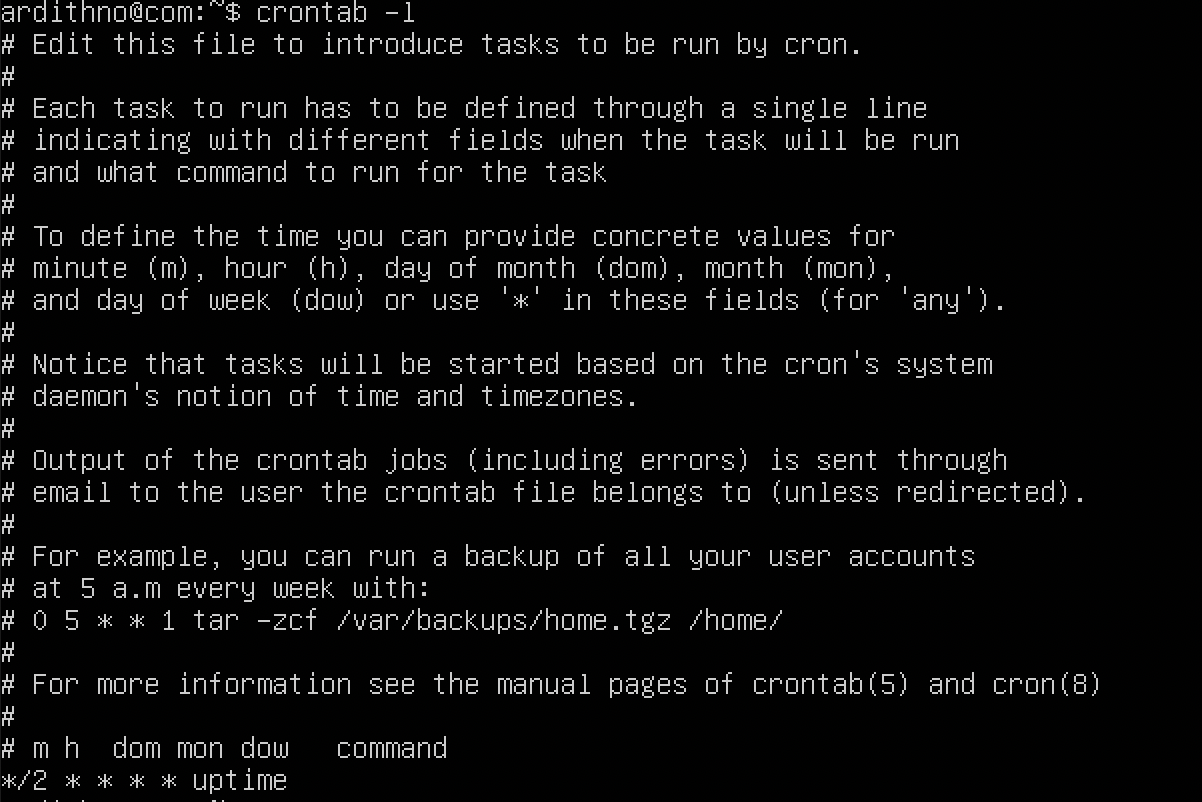 ardithno@com:~$ crontab -l
# Edit this file to introduce tasks to be run by cron.
#
# Each task to run has to be defined through a single line
# indicating with different fields when the task will be run
# and what command to run for the task
#
# To define the time you can provide concrete values for
# minute (m), hour (h), day of month (dom), month (mon),
# and day of week (dow) or use '*' in these fields (for 'any').
#
# Notice that tasks will be started based on the cron's system
# daemon's notion of time and timezones.
#
# Output of the crontab jobs (including errors) is sent through
# email to the user the crontab file belongs to (unless redirected).
#
# For example, you can run a backup of all your user accounts
# at 5 a.m every week with:
# 0 5 * * 1 tar -zcf /var/backups/home.tgz /home/
#
# For more information see the manual pages of crontab(5) and cron(8)
#
# m h  dom mon dow   command
*/2 * * * * uptime